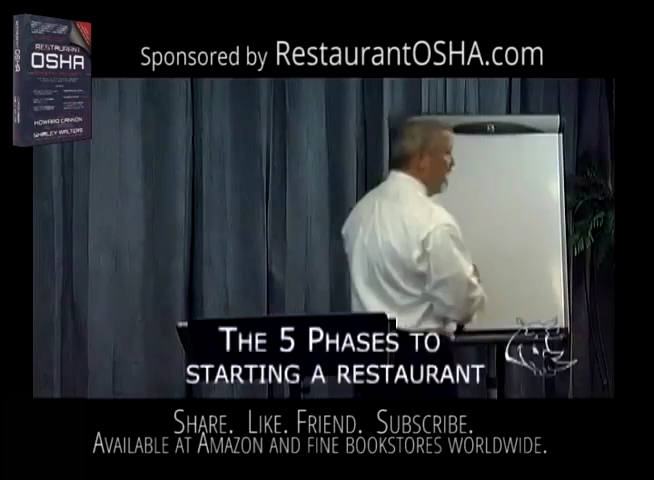 Sponsored by RestaurantOSHA.com
RESTAURANT
OSHA
HOWARD CANNON
SHIRLEY WALTERS
THE 5 PHASES TO
STARTING A RESTAURANT
SHARE. LIKE. FRIEND. SUBSCRIBE.
AVAILABLE AT AMAZON AND FINE BOOKSTORES WORLDWIDE.